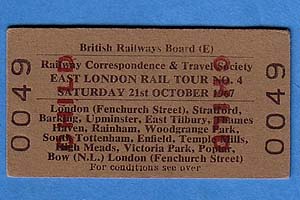 British Railways Board (E)
Railway Correspondence & Travel Society
EAST LONDON RAIL TOUR NO. 4
SATURDAY 21st OCTOBER 1967
London (Fenchurch Street), Stratford,
Barking, Upminster, East Tilbury, Thames
Haven, Rainham, Woodgrange Park,
South Tottenham, Enfield, Temple Mills,
High Meads, Victoria Park, Poplar,
Bow (N.L.) London (Fenchurch Street)
For conditions see over
0049
0049